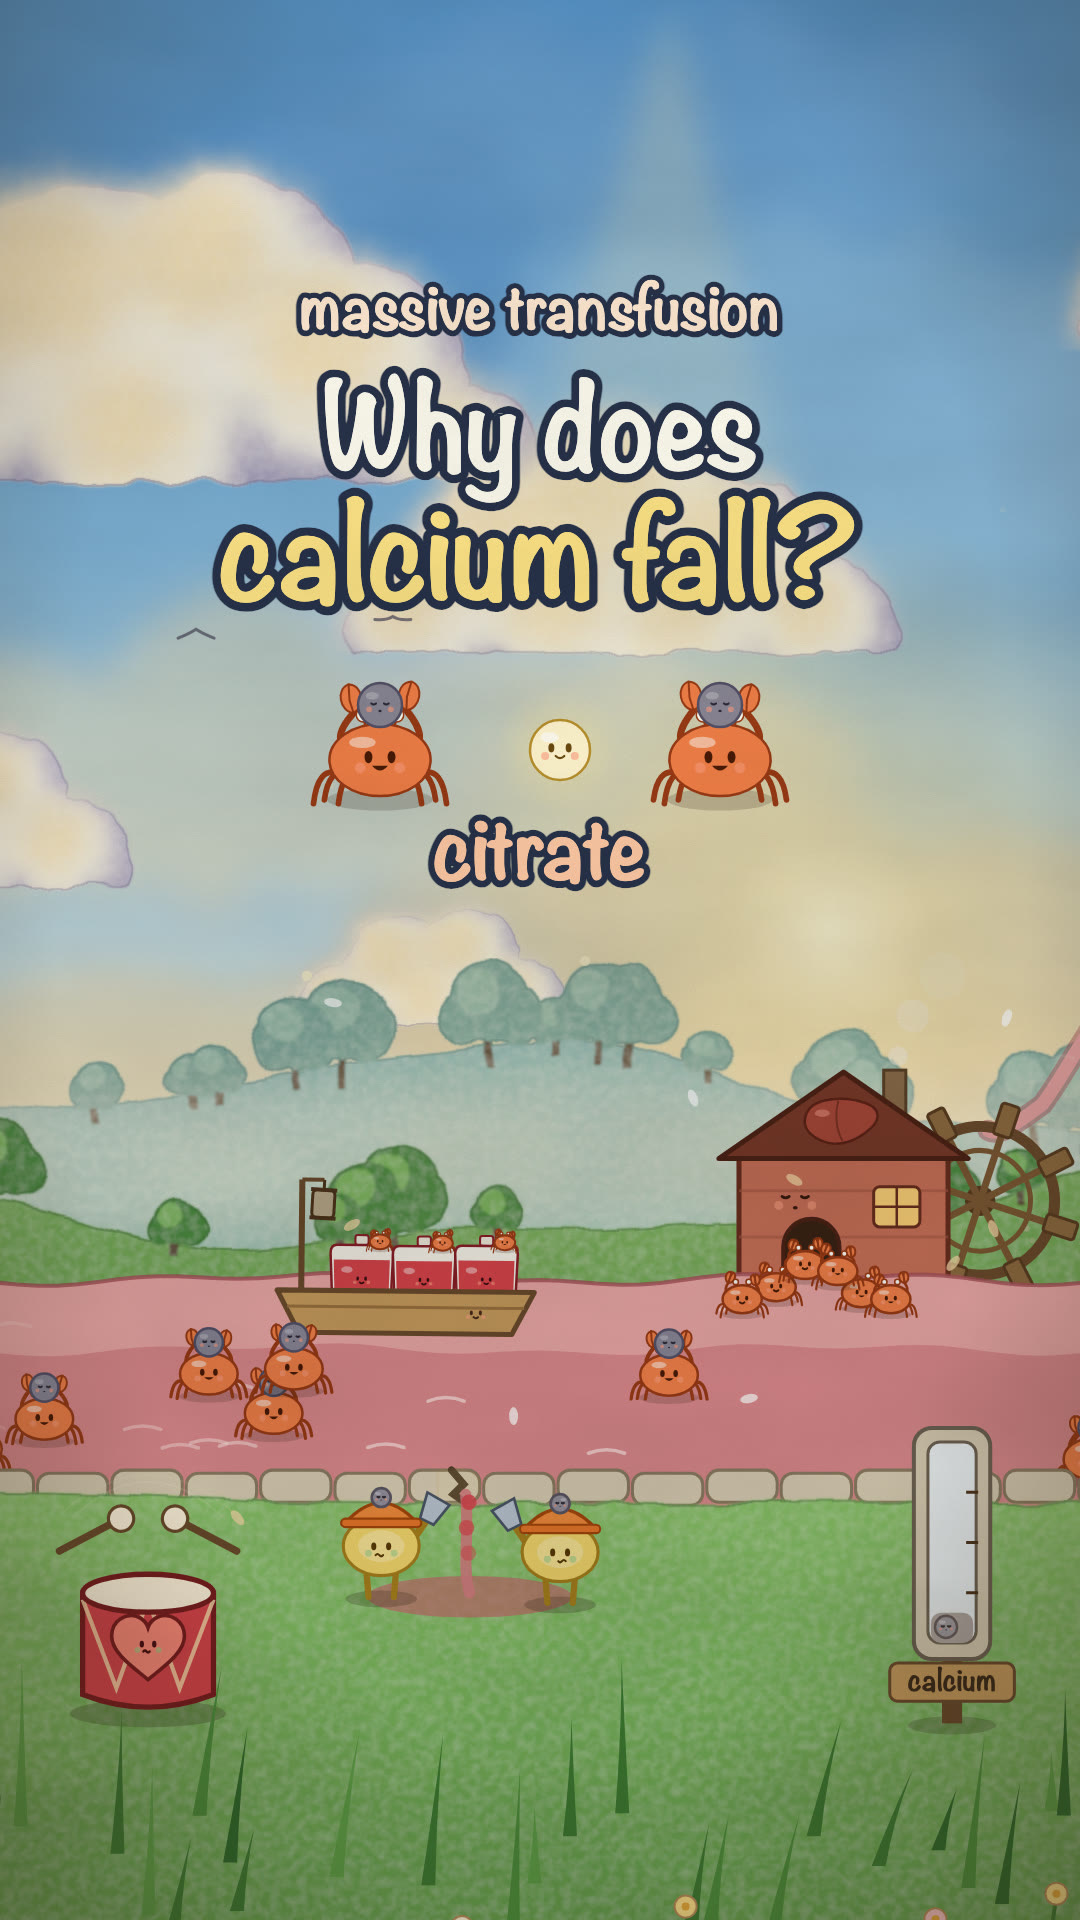 massive transfusion
Why does
calcium fall?
citrate
calcium